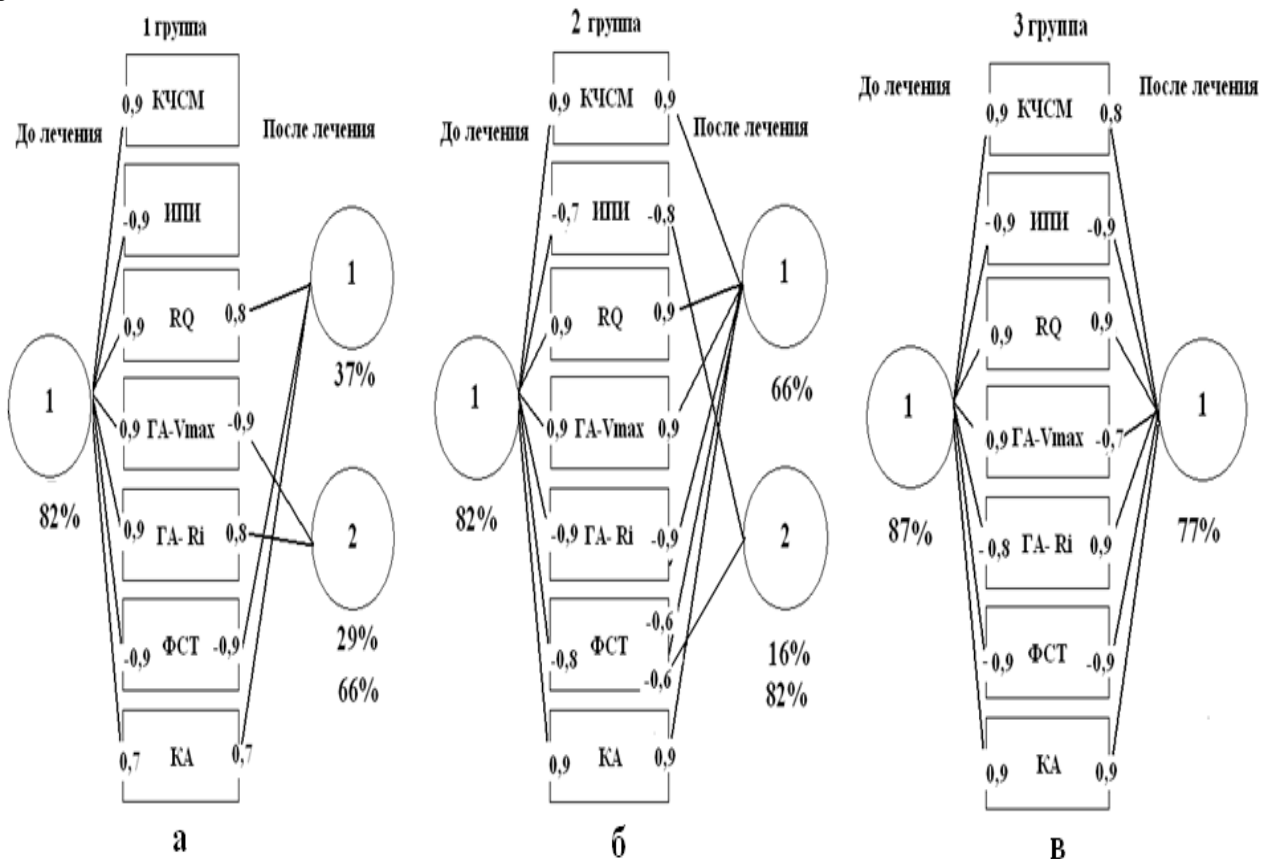 1 группа
До лечения
После лечения
0,9 КЧСМ
-0,9 ИПИ
0,9 RQ 0,8
0,9 ГА-Vmax -0,9
0,9 ГА- Ri 0,8
-0,9 ФСТ -0,9
0,7 КА 0,7
1
82%
1
37%
2
29%
66%
а
2 группа
До лечения
После лечения
0,9 КЧСМ 0,9
-0,7 ИПИ -0,8
0,9 RQ 0,9
0,9 ГА-Vmax 0,9
-0,9 ГА- Ri -0,9
-0,8 ФСТ -0,6
-0,6
0,9 КА 0,9
1
82%
1
66%
2
16%
82%
б
3 группа
До лечения
После лечения
0,9 КЧСМ 0,8
-0,9 ИПИ -0,9
0,9 RQ 0,9
0,9 ГА-Vmax -0,7
-0,8 ГА- Ri 0,9
-0,9 ФСТ -0,9
0,9 КА 0,9
1
87%
1
77%
в